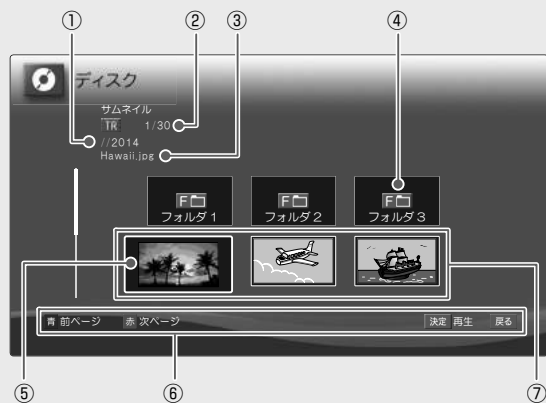 ① ② ③ ④
ディスク
サムネイル
TR 1/30
//2014
Hawaii.jpg
F F F
フォルダ 1 フォルダ 2 フォルダ 3
青 前ページ 赤 次ページ 決定 再生 戻る
⑤ ⑥ ⑦